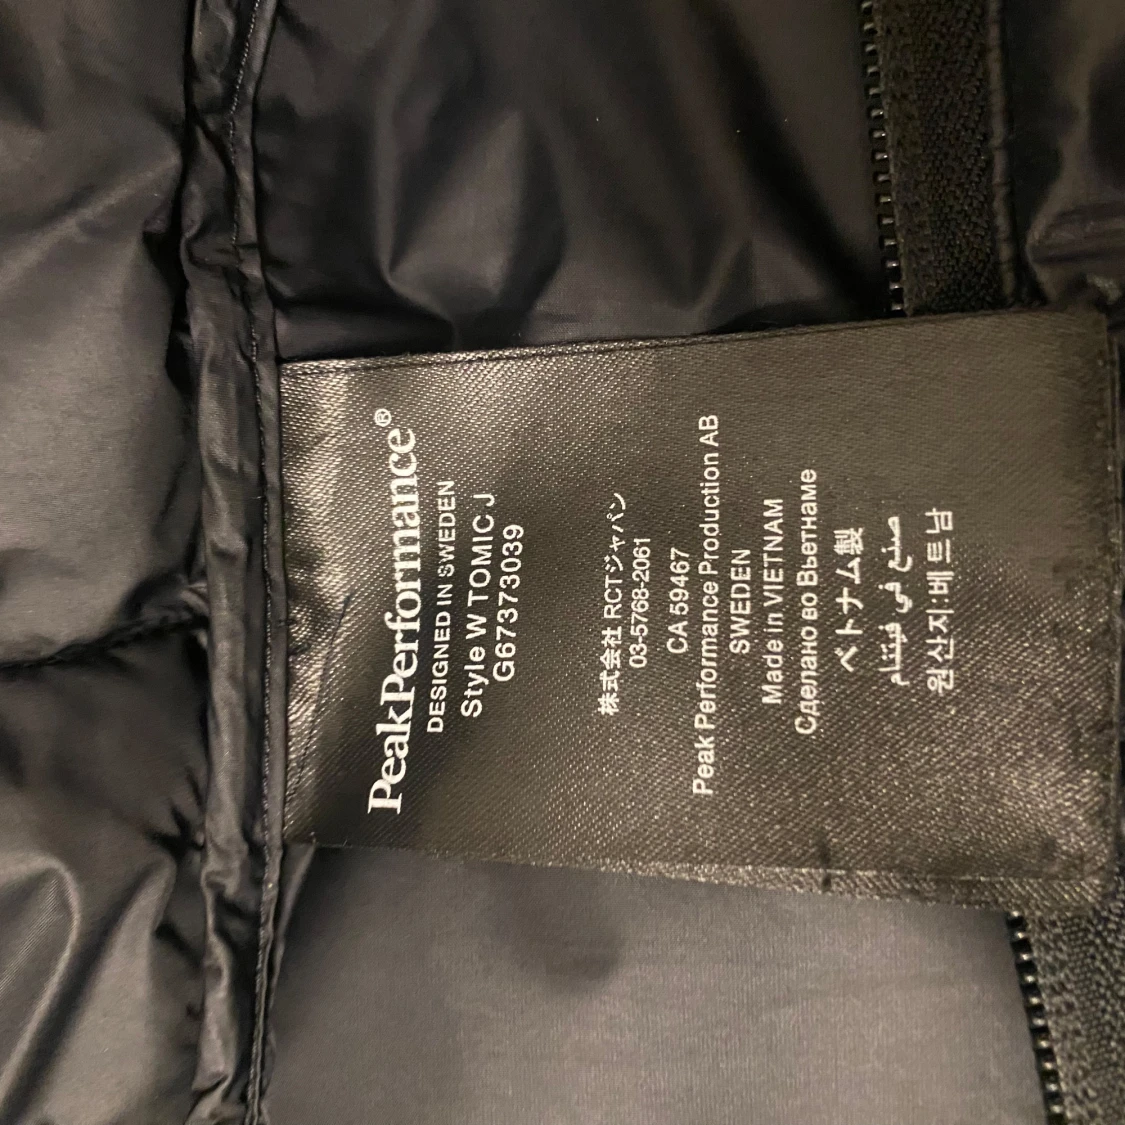 PeakPerformance®
DESIGNED IN SWEDEN
Style W TOMIC J
G67373039
株式会社 RCTジャパン
03-5768-2061
CA 59467
Peak Performance Production AB
SWEDEN
Made in VIETNAM
Сделано во Вьетнаме
ベトナム製
صنع في فيتنام
원산지:베트남